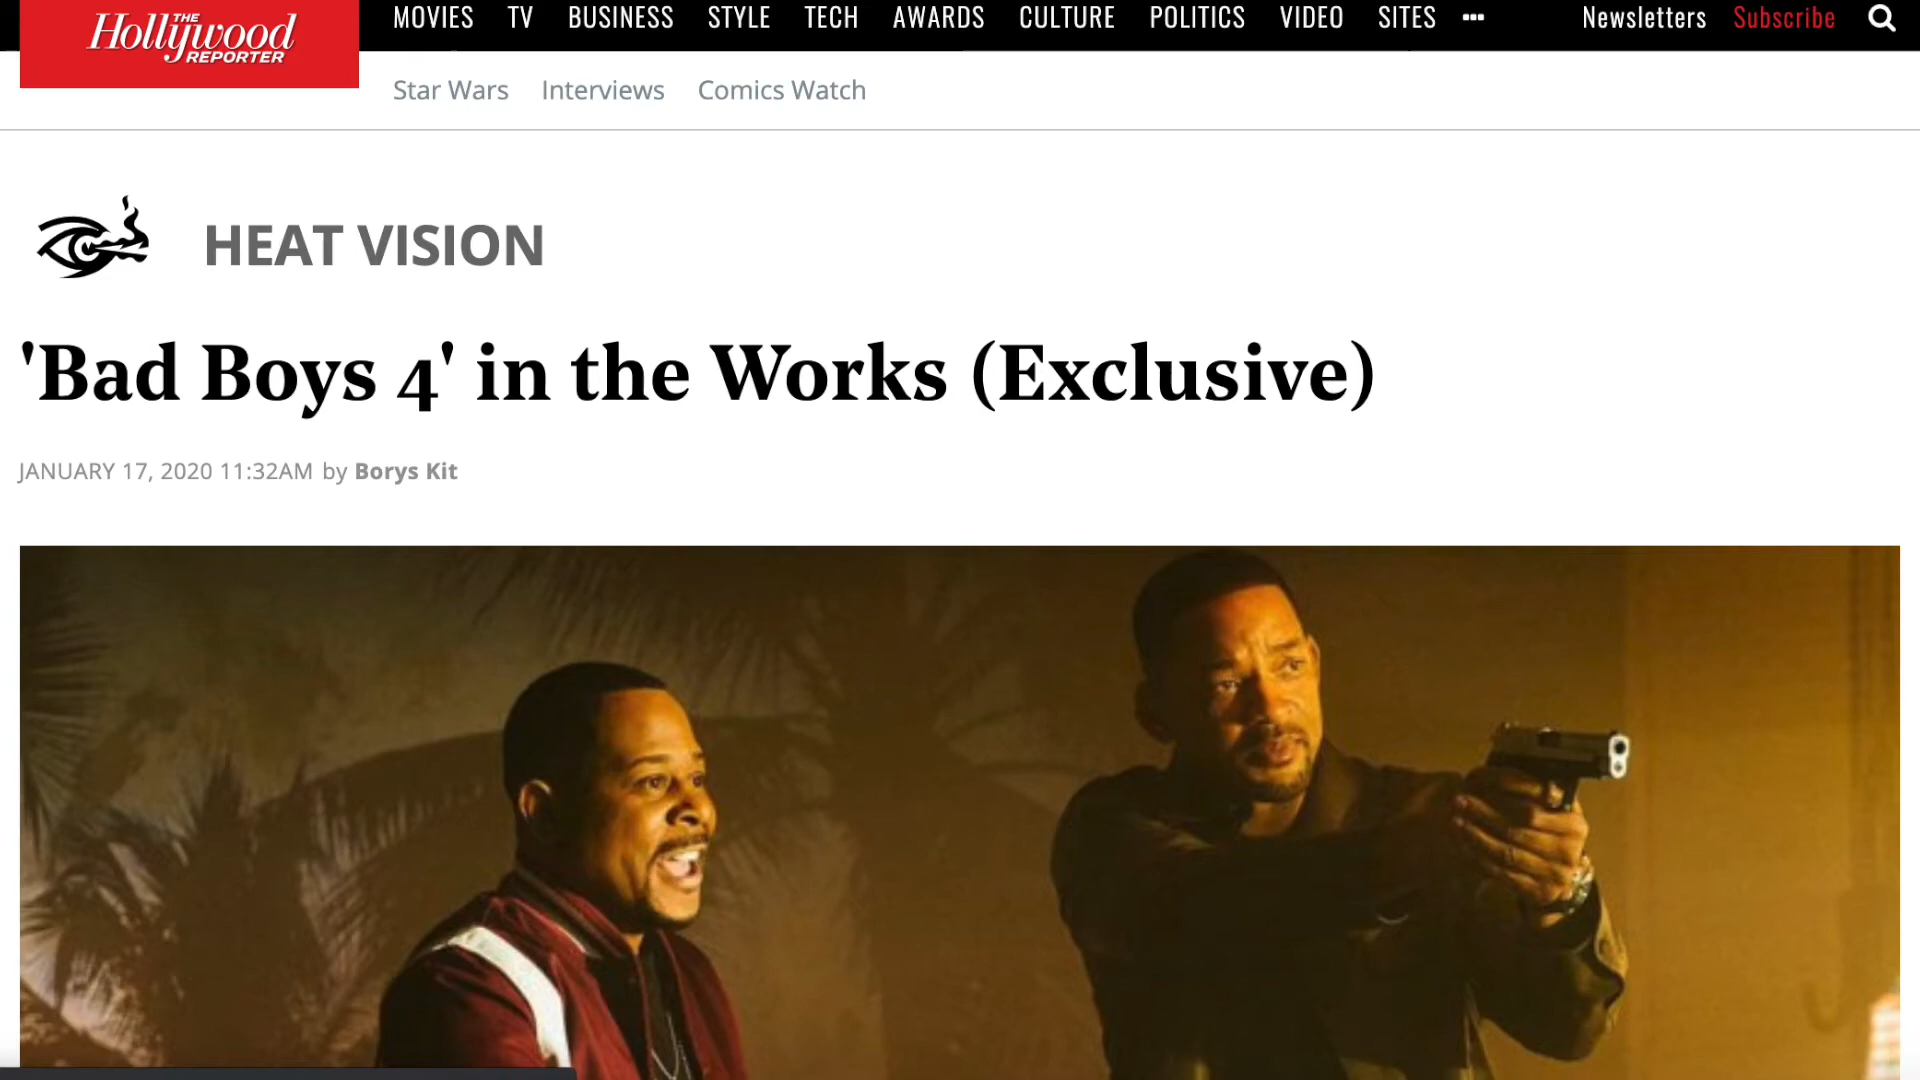 THE
Hollywood
REPORTER
MOVIES TV BUSINESS STYLE TECH AWARDS CULTURE POLITICS VIDEO SITES ••• Newsletters Subscribe
Star Wars Interviews Comics Watch
HEAT VISION
'Bad Boys 4' in the Works (Exclusive)
JANUARY 17, 2020 11:32AM by Borys Kit